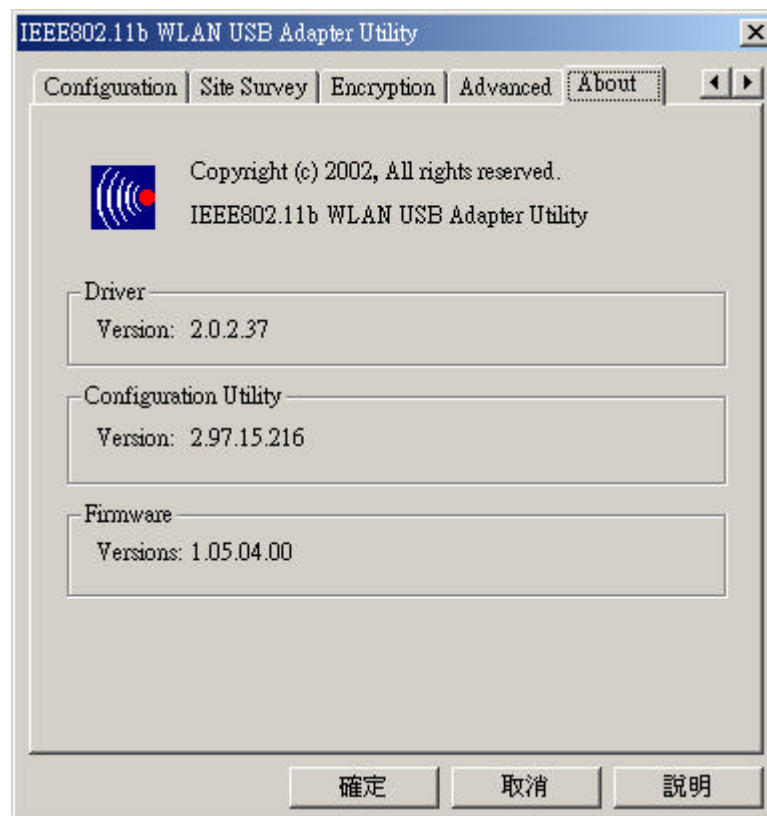 IEEE802.11b WLAN USB Adapter Utility
Configuration Site Survey Encryption Advanced About
Copyright (c) 2002, All rights reserved.
IEEE802.11b WLAN USB Adapter Utility
Driver
Version: 2.0.2.37
Configuration Utility
Version: 2.97.15.216
Firmware
Versions: 1.05.04.00
確定 取消 說明